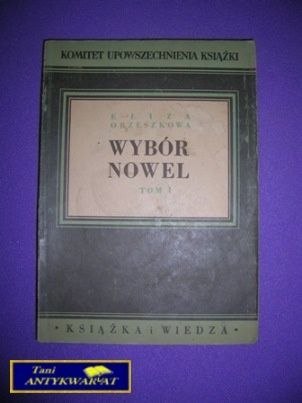 KOMITET UPOWSZECHNIENIA KSIĄŻKI
ELIZA
ORZESZKOWA
WYBÓR
NOWEL
TOM I
· KSIĄŻKA i WIEDZA ·
Tani
ANTYKWARIAT